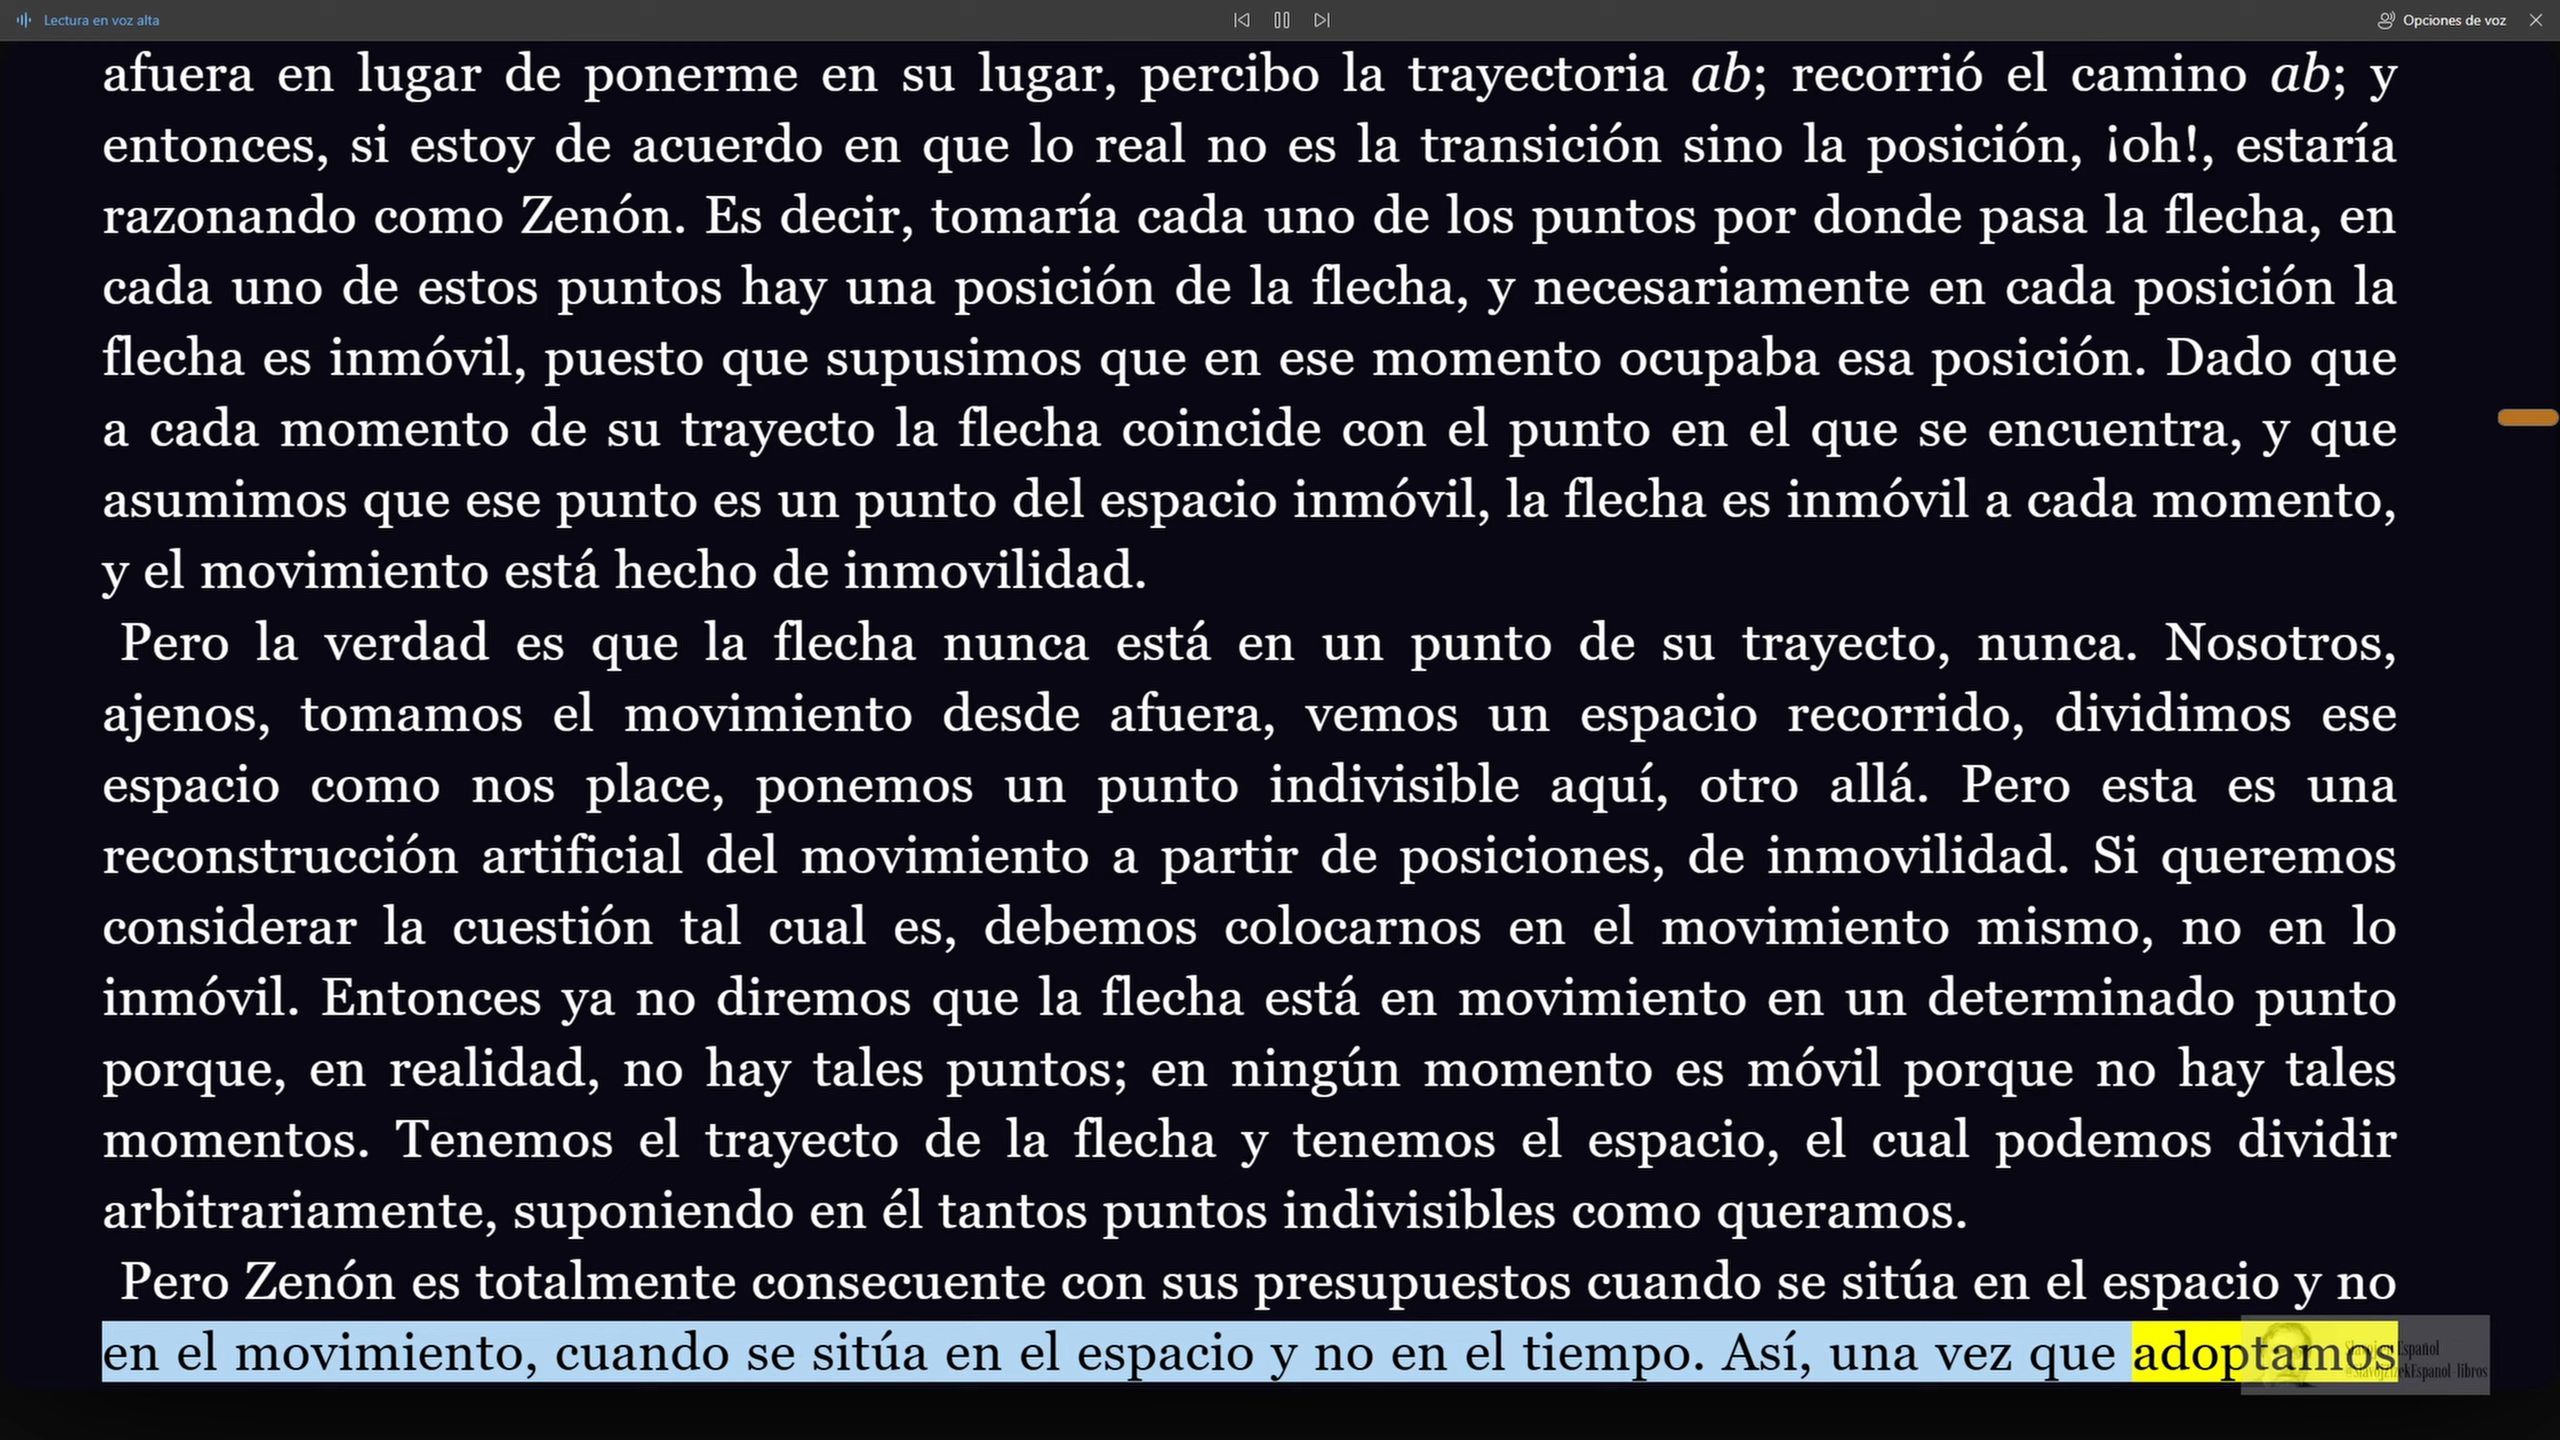 Lectura en voz alta
Opciones de voz
afuera en lugar de ponerme en su lugar, percibo la trayectoria ab; recorrió el camino ab; y
entonces, si estoy de acuerdo en que lo real no es la transición sino la posición, ¡oh!, estaría
razonando como Zenón. Es decir, tomaría cada uno de los puntos por donde pasa la flecha, en
cada uno de estos puntos hay una posición de la flecha, y necesariamente en cada posición la
flecha es inmóvil, puesto que supusimos que en ese momento ocupaba esa posición. Dado que
a cada momento de su trayecto la flecha coincide con el punto en el que se encuentra, y que
asumimos que ese punto es un punto del espacio inmóvil, la flecha es inmóvil a cada momento,
y el movimiento está hecho de inmovilidad.
Pero la verdad es que la flecha nunca está en un punto de su trayecto, nunca. Nosotros,
ajenos, tomamos el movimiento desde afuera, vemos un espacio recorrido, dividimos ese
espacio como nos place, ponemos un punto indivisible aquí, otro allá. Pero esta es una
reconstrucción artificial del movimiento a partir de posiciones, de inmovilidad. Si queremos
considerar la cuestión tal cual es, debemos colocarnos en el movimiento mismo, no en lo
inmóvil. Entonces ya no diremos que la flecha está en movimiento en un determinado punto
porque, en realidad, no hay tales puntos; en ningún momento es móvil porque no hay tales
momentos. Tenemos el trayecto de la flecha y tenemos el espacio, el cual podemos dividir
arbitrariamente, suponiendo en él tantos puntos indivisibles como queramos.
Pero Zenón es totalmente consecuente con sus presupuestos cuando se sitúa en el espacio y no
en el movimiento, cuando se sitúa en el espacio y no en el tiempo. Así, una vez que adoptamos
Español